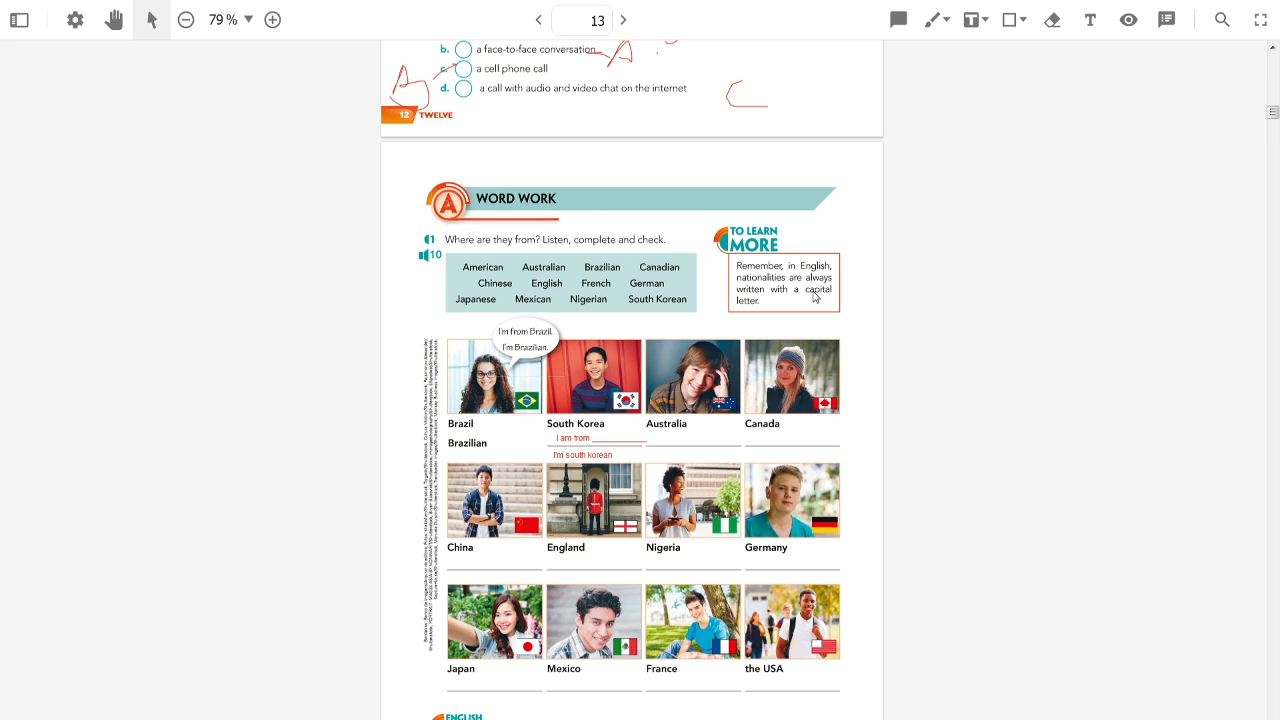 79 %
13
b. a face-to-face conversation A
c. a cell phone call
d. a call with audio and video chat on the internet
12 TWELVE
A WORD WORK
1 Where are they from? Listen, complete and check.
10
American Australian Brazilian Canadian
Chinese English French German
Japanese Mexican Nigerian South Korean
TO LEARN
MORE
Remember, in English,
nationalities are always
written with a capital
letter.
I'm from Brazil.
I'm Brazilian.
Brazil South Korea Australia Canada
Brazilian
I am from ____________
I'm south korean
China England Nigeria Germany
Japan Mexico France the USA
ENGLISH